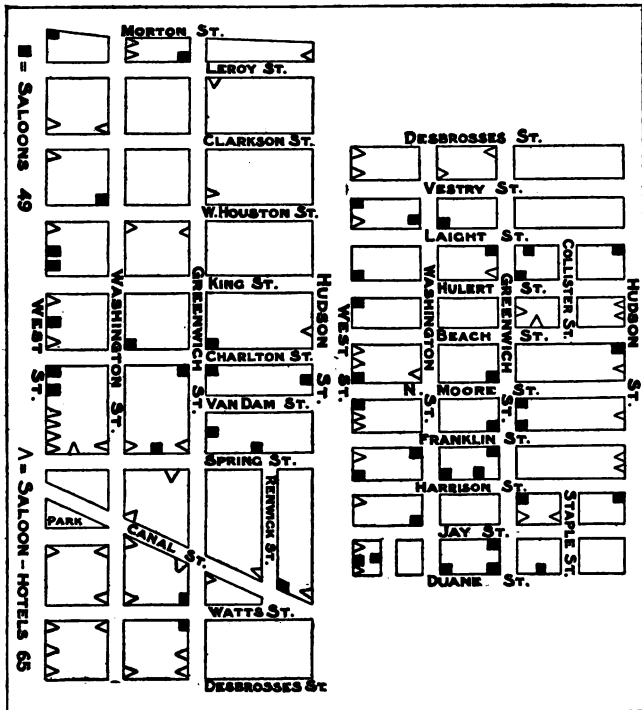 MORTON ST.
LEROY ST.
CLARKSON ST.
W. HOUSTON ST.
KING ST.
CHARLTON ST.
VAN DAM ST.
SPRING ST.
RENWICK ST.
PARK
CANAL ST.
WATTS ST.
DESBROSSES ST
WEST ST.
WASHINGTON ST.
GREENWICH ST.
HUDSON ST.
■ = SALOONS 49
Λ = SALOON-HOTELS 65
DESBROSSES ST.
VESTRY ST.
LAIGHT ST.
HULERT ST.
BEACH ST.
N. MOORE ST.
FRANKLIN ST.
HARRISON ST.
JAY ST.
DUANE ST.
WEST ST.
WASHINGTON ST.
GREENWICH ST.
COLLISTER ST.
STAPLE ST.
HUDSON ST.